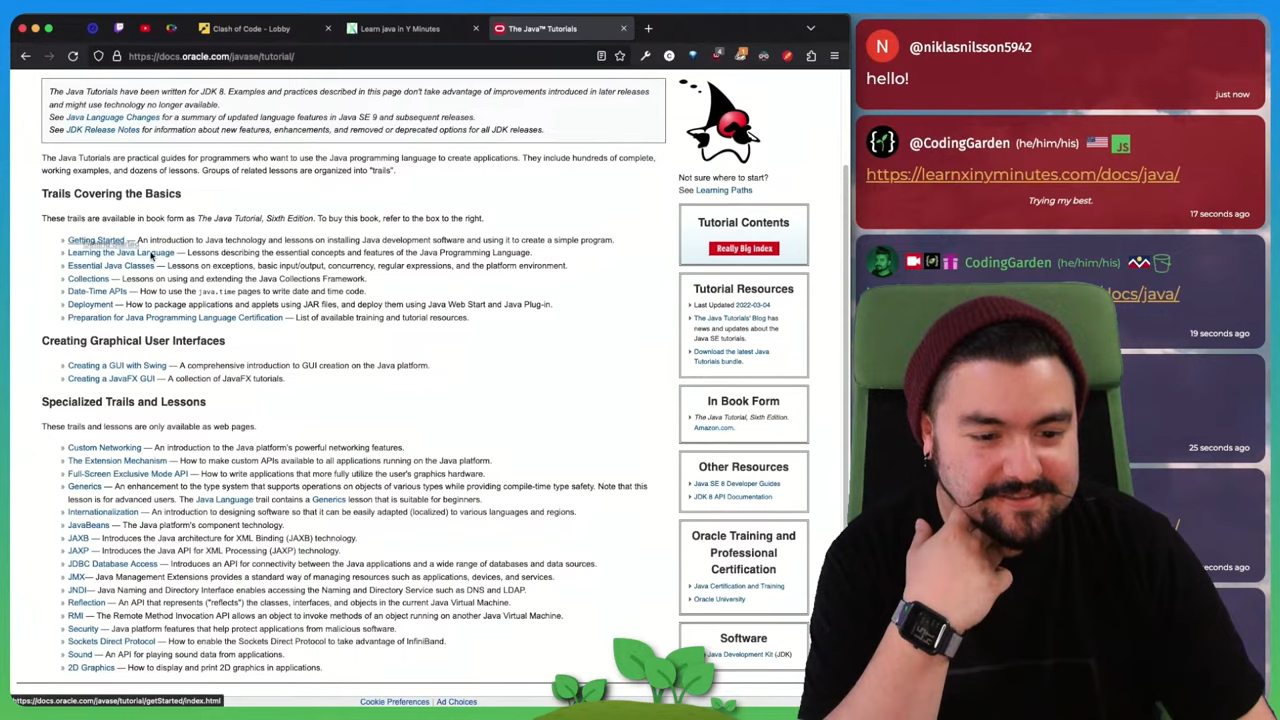 Clash of Code - Lobby
Learn java in Y Minutes
The Java™ Tutorials
https://docs.oracle.com/javase/tutorial/
The Java Tutorials have been written for JDK 8. Examples and practices described in this page don't take advantage of improvements introduced in later releases
and might use technology no longer available.
See Java Language Changes for a summary of updated language features in Java SE 9 and subsequent releases.
See JDK Release Notes for information about new features, enhancements, and removed or deprecated options for all JDK releases.
The Java Tutorials are practical guides for programmers who want to use the Java programming language to create applications. They include hundreds of complete,
working examples, and dozens of lessons. Groups of related lessons are organized into "trails".
Trails Covering the Basics
These trails are available in book form as The Java Tutorial, Sixth Edition. To buy this book, refer to the box to the right.
» Getting Started — An introduction to Java technology and lessons on installing Java development software and using it to create a simple program.
» Learning the Java Language — Lessons describing the essential concepts and features of the Java Programming Language.
» Essential Java Classes — Lessons on exceptions, basic input/output, concurrency, regular expressions, and the platform environment.
» Collections — Lessons on using and extending the Java Collections Framework.
» Date-Time APIs — How to use the java.time pages to write date and time code.
» Deployment — How to package applications and applets using JAR files, and deploy them using Java Web Start and Java Plug-in.
» Preparation for Java Programming Language Certification — List of available training and tutorial resources.
Creating Graphical User Interfaces
» Creating a GUI with Swing — A comprehensive introduction to GUI creation on the Java platform.
» Creating a JavaFX GUI — A collection of JavaFX tutorials.
Specialized Trails and Lessons
These trails and lessons are only available as web pages.
» Custom Networking — An introduction to the Java platform's powerful networking features.
» The Extension Mechanism — How to make custom APIs available to all applications running on the Java platform.
» Full-Screen Exclusive Mode API — How to write applications that more fully utilize the user's graphics hardware.
» Generics — An enhancement to the type system that supports operations on objects of various types while providing compile-time type safety. Note that this
lesson is for advanced users. The Java Language trail contains a Generics lesson that is suitable for beginners.
» Internationalization — An introduction to designing software so that it can be easily adapted (localized) to various languages and regions.
» JavaBeans — The Java platform's component technology.
» JAXB — Introduces the Java architecture for XML Binding (JAXB) technology.
» JAXP — Introduces the Java API for XML Processing (JAXP) technology.
» JDBC Database Access — Introduces an API for connectivity between the Java applications and a wide range of databases and data sources.
» JMX— Java Management Extensions provides a standard way of managing resources such as applications, devices, and services.
» JNDI— Java Naming and Directory Interface enables accessing the Naming and Directory Service such as DNS and LDAP.
» Reflection — An API that represents ("reflects") the classes, interfaces, and objects in the current Java Virtual Machine.
» RMI — The Remote Method Invocation API allows an object to invoke methods of an object running on another Java Virtual Machine.
» Security — Java platform features that help protect applications from malicious software.
» Sockets Direct Protocol — How to enable the Sockets Direct Protocol to take advantage of InfiniBand.
» Sound — An API for playing sound data from applications.
» 2D Graphics — How to display and print 2D graphics in applications.
https://docs.oracle.com/javase/tutorial/getStarted/index.html
Cookie Preferences | Ad Choices
Not sure where to start?
See Learning Paths
Tutorial Contents
Really Big Index
Tutorial Resources
Last Updated 2022-03-04
The Java Tutorials' Blog has
news and updates about the
Java SE tutorials.
Download the latest Java
Tutorials bundle.
In Book Form
The Java Tutorial, Sixth Edition.
Amazon.com.
Other Resources
Java SE 8 Developer Guides
JDK 8 API Documentation
Oracle Training and
Professional
Certification
Java Certification and Training
Oracle University
Software
Java Development Kit (JDK)
N
@niklasnilsson5942
hello!
just now
@CodingGarden (he/him/his)
JS
https://learnxinyminutes.com/docs/java/
Trying my best.
17 seconds ago
CodingGarden (he/him/his)
docs/java/
19 seconds ago
25 seconds ago
seconds ago
seconds ago